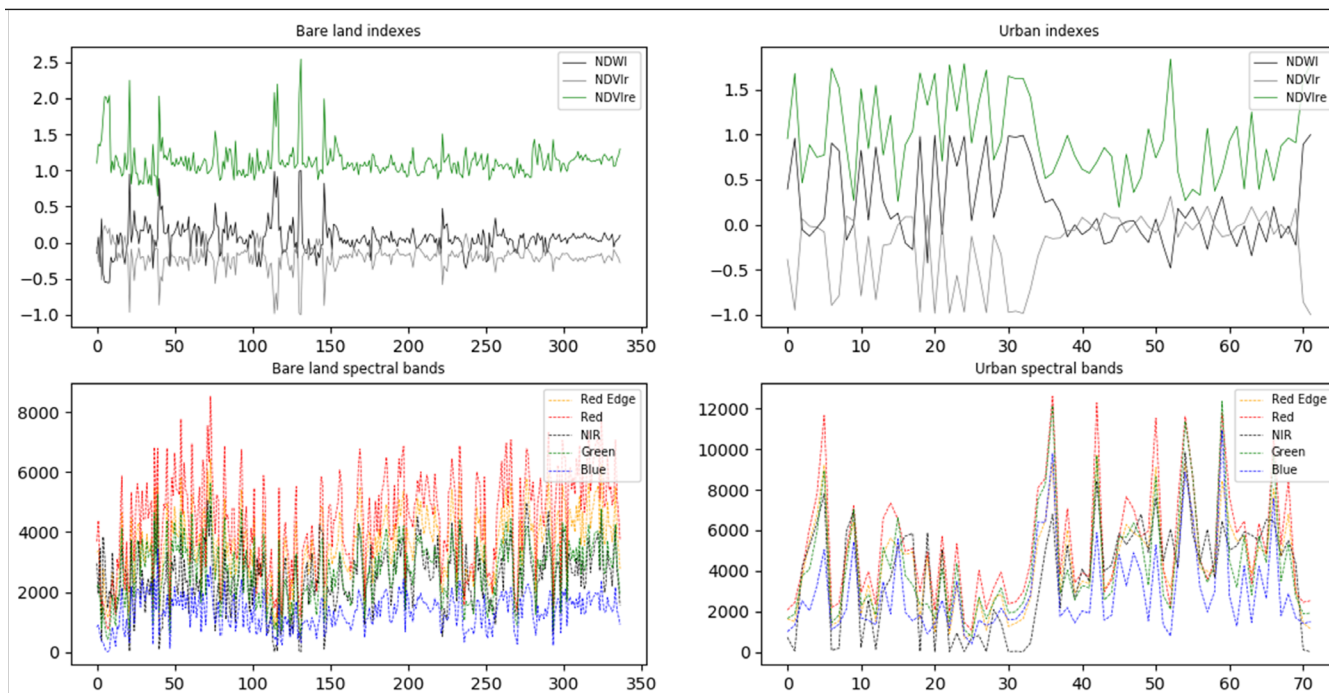 Bare land indexes
2.5
2.0
1.5
1.0
0.5
0.0
−0.5
−1.0
NDWI
NDVIr
NDVIre
0 50 100 150 200 250 300 350
Urban indexes
1.5
1.0
0.5
0.0
−0.5
−1.0
NDWI
NDVIr
NDVIre
0 10 20 30 40 50 60 70
Bare land spectral bands
8000
6000
4000
2000
0
Red Edge
Red
NIR
Green
Blue
0 50 100 150 200 250 300 350
Urban spectral bands
12000
10000
8000
6000
4000
2000
0
Red Edge
Red
NIR
Green
Blue
0 10 20 30 40 50 60 70